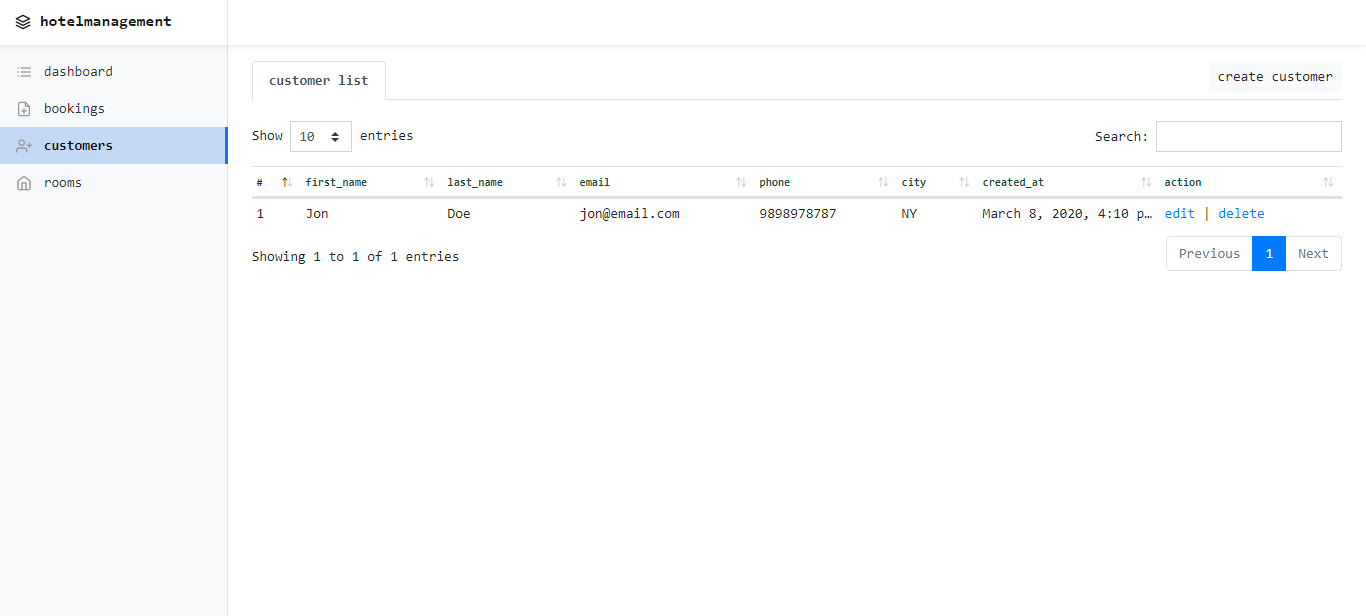 hotelmanagement
dashboard
bookings
customers
rooms
customer list
create customer
Show 10 entries
Search:
# first_name last_name email phone city created_at action
1 Jon Doe jon@email.com 9898978787 NY March 8, 2020, 4:10 p… edit | delete
Showing 1 to 1 of 1 entries
Previous 1 Next